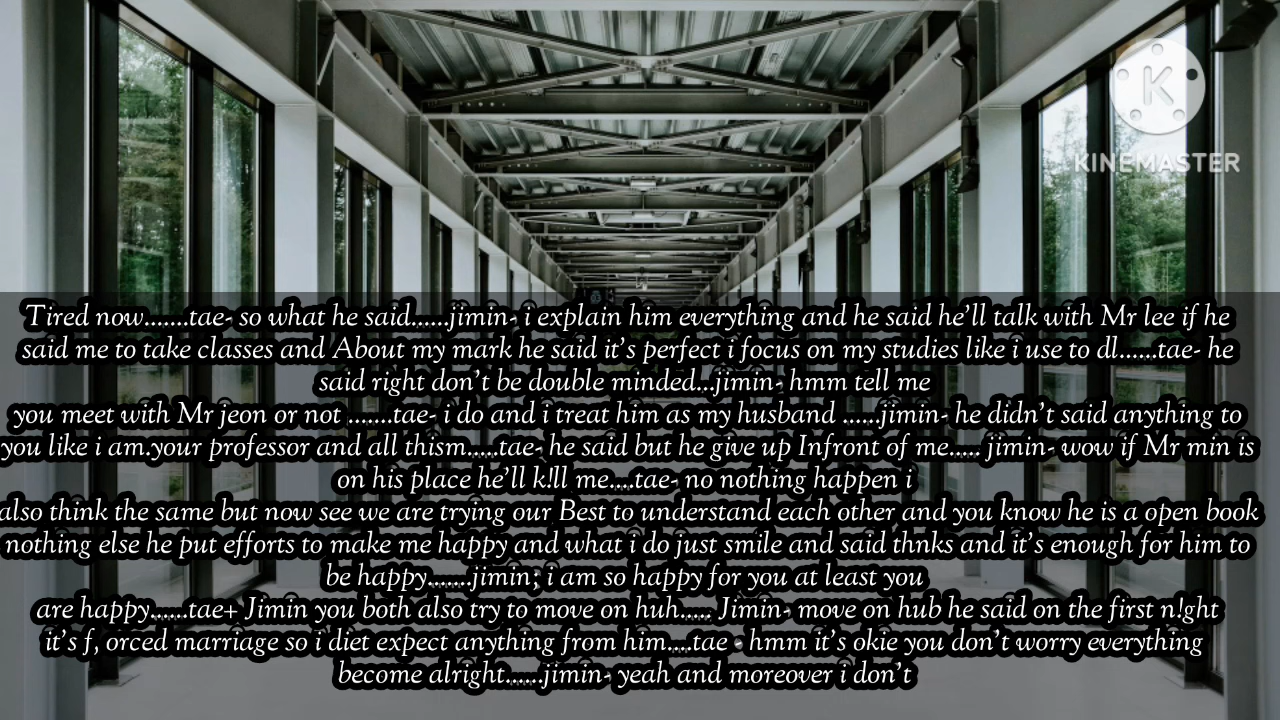 K
KINEMASTER
Tired now.......tae- so what he said......jimin- i explain him everything and he said he'll talk with Mr lee if he
said me to take classes and About my mark he said it's perfect i focus on my studies like i use to dl......tae- he
said right don't be double minded...jimin- hmm tell me
you meet with Mr jeon or not .......tae- i do and i treat him as my husband ......jimin- he didn't said anything to
you like i am.your professor and all thism.....tae- he said but he give up Infront of me..... jimin- wow if Mr min is
on his place he'll k!ll me....tae- no nothing happen i
also think the same but now see we are trying our Best to understand each other and you know he is a open book
nothing else he put efforts to make me happy and what i do just smile and said thnks and it's enough for him to
be happy.......jimin; i am so happy for you at least you
are happy......tae+ Jimin you both also try to move on huh..... Jimin- move on hub he said on the first n!ght
it's f, orced marriage so i diet expect anything from him....tae - hmm it's okie you don't worry everything
become alright......jimin- yeah and moreover i don't